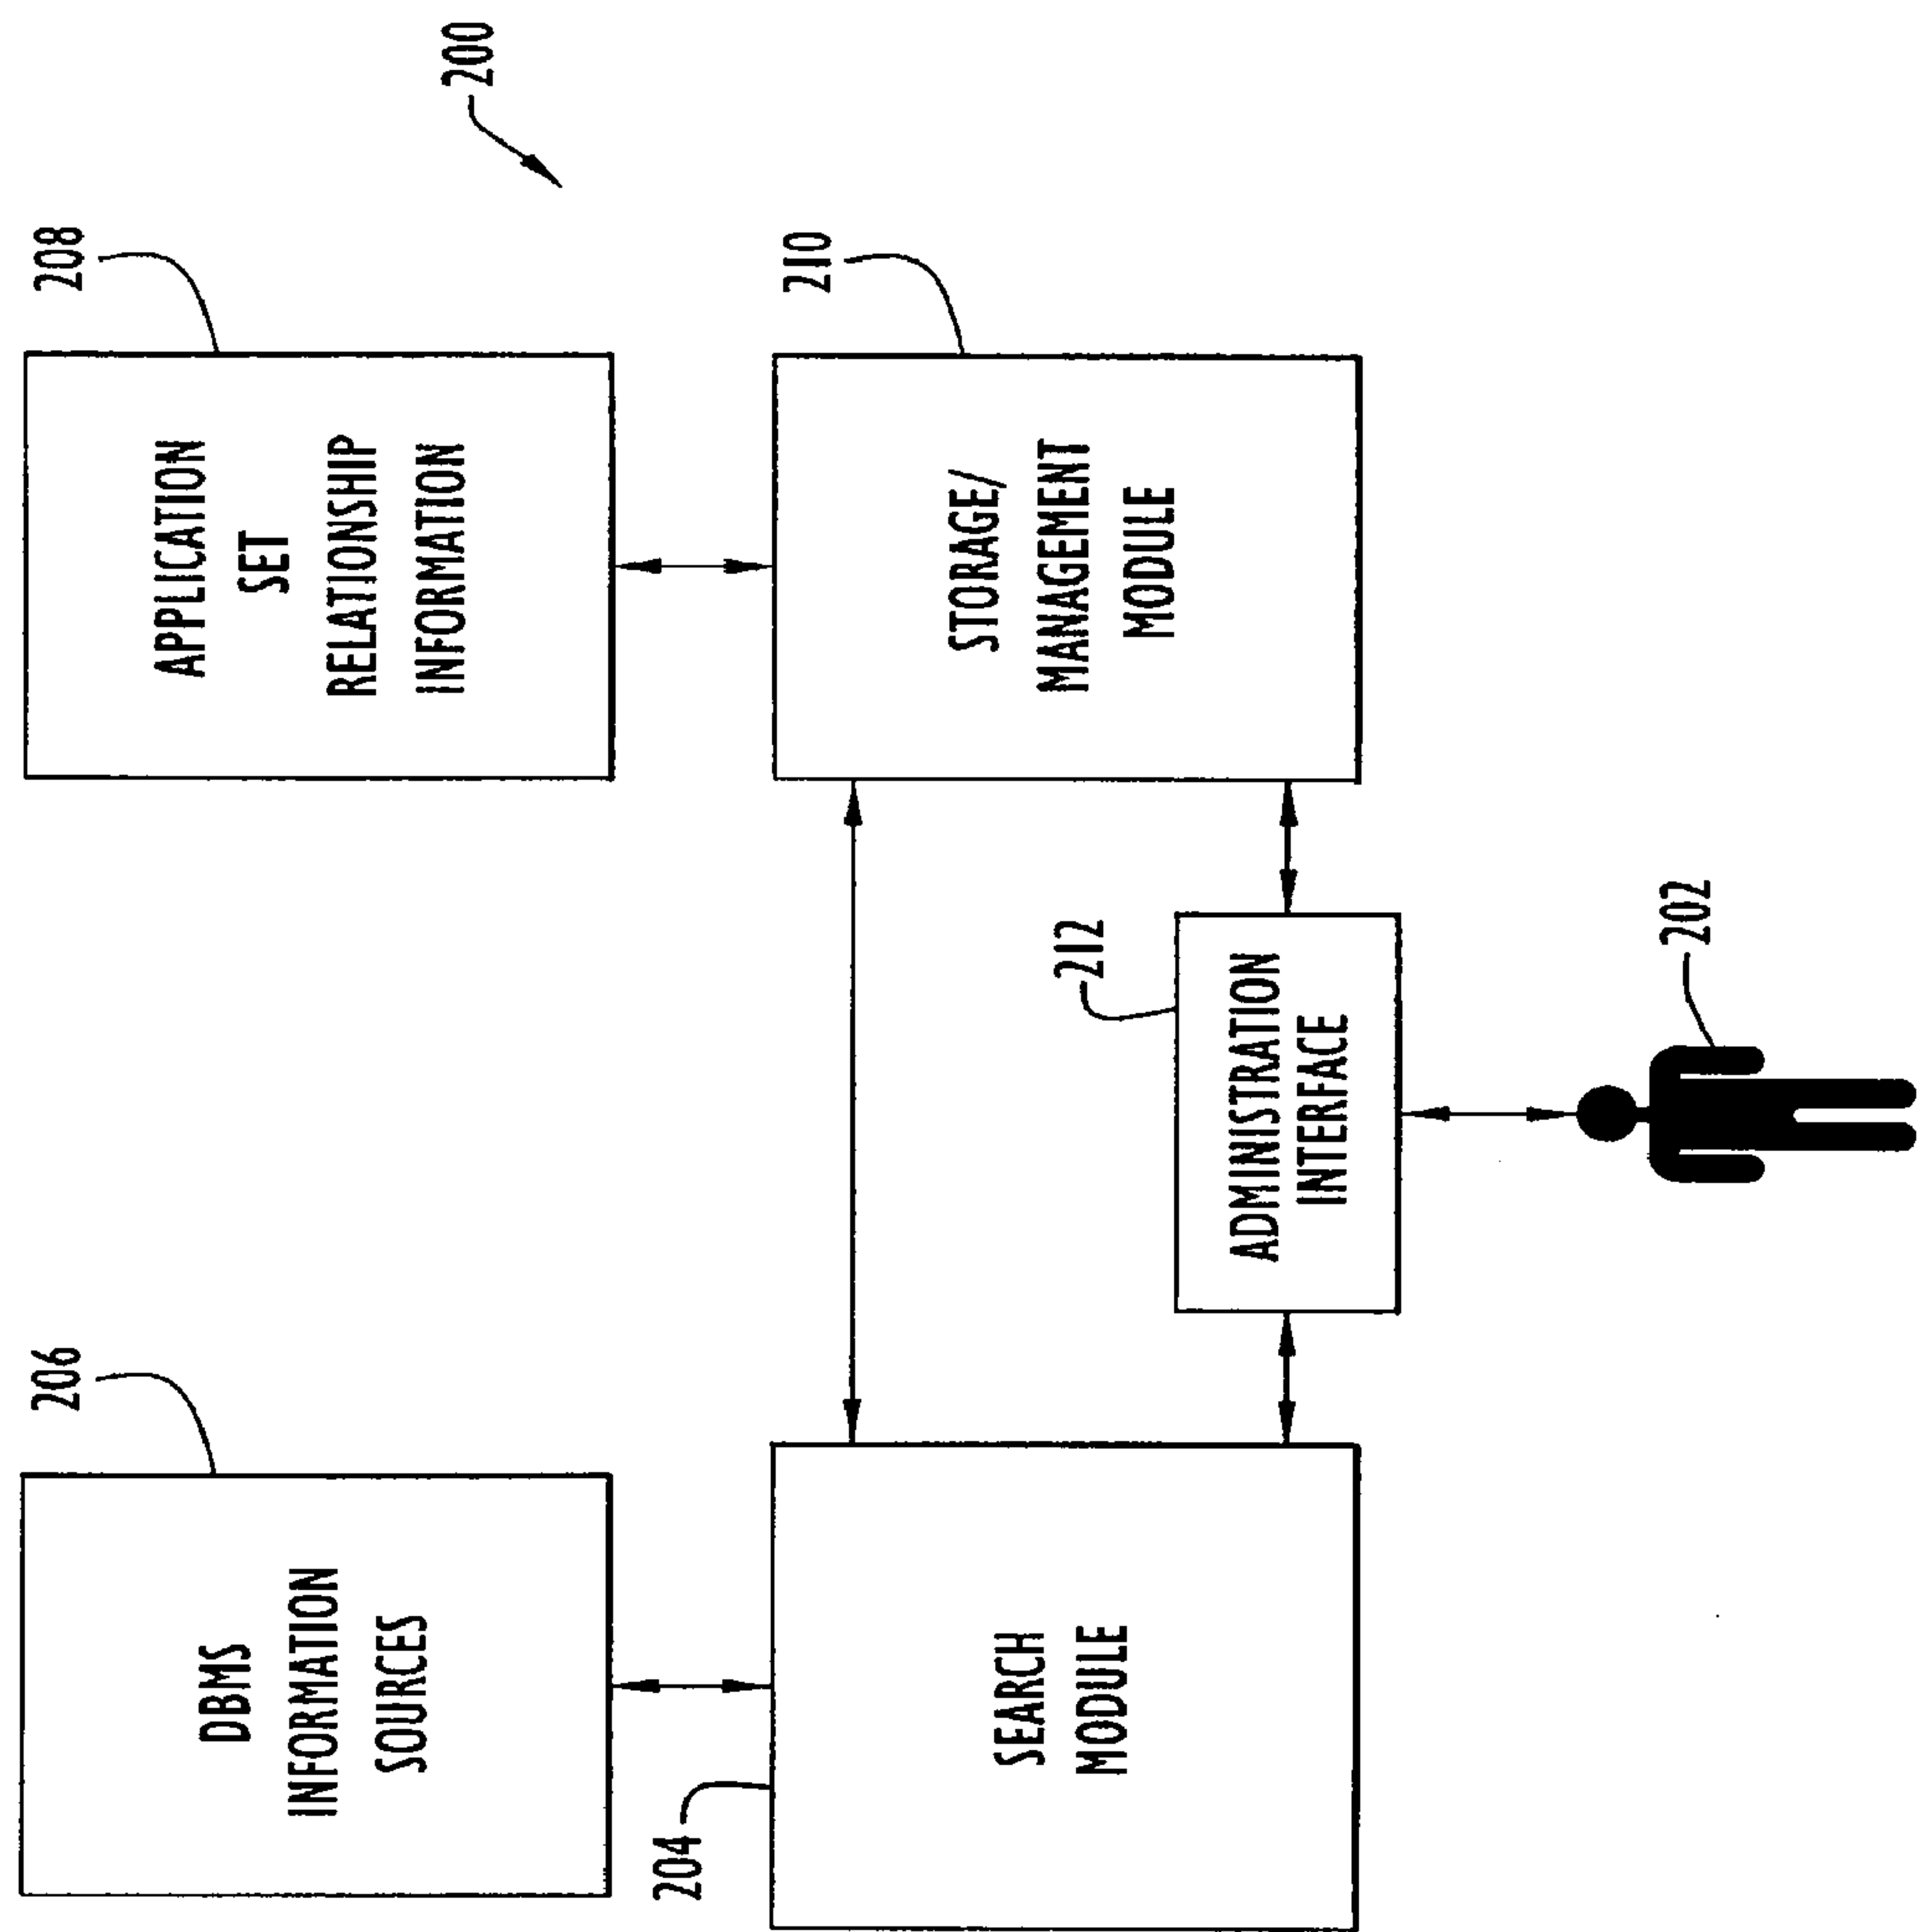 200
206
DBMS
INFORMATION
SOURCES
208
APPLICATION
SET
RELATIONSHIP
INFORMATION
204
SEARCH
MODULE
210
STORAGE/
MANAGEMENT
MODULE
212
ADMINISTRATION
INTERFACE
202